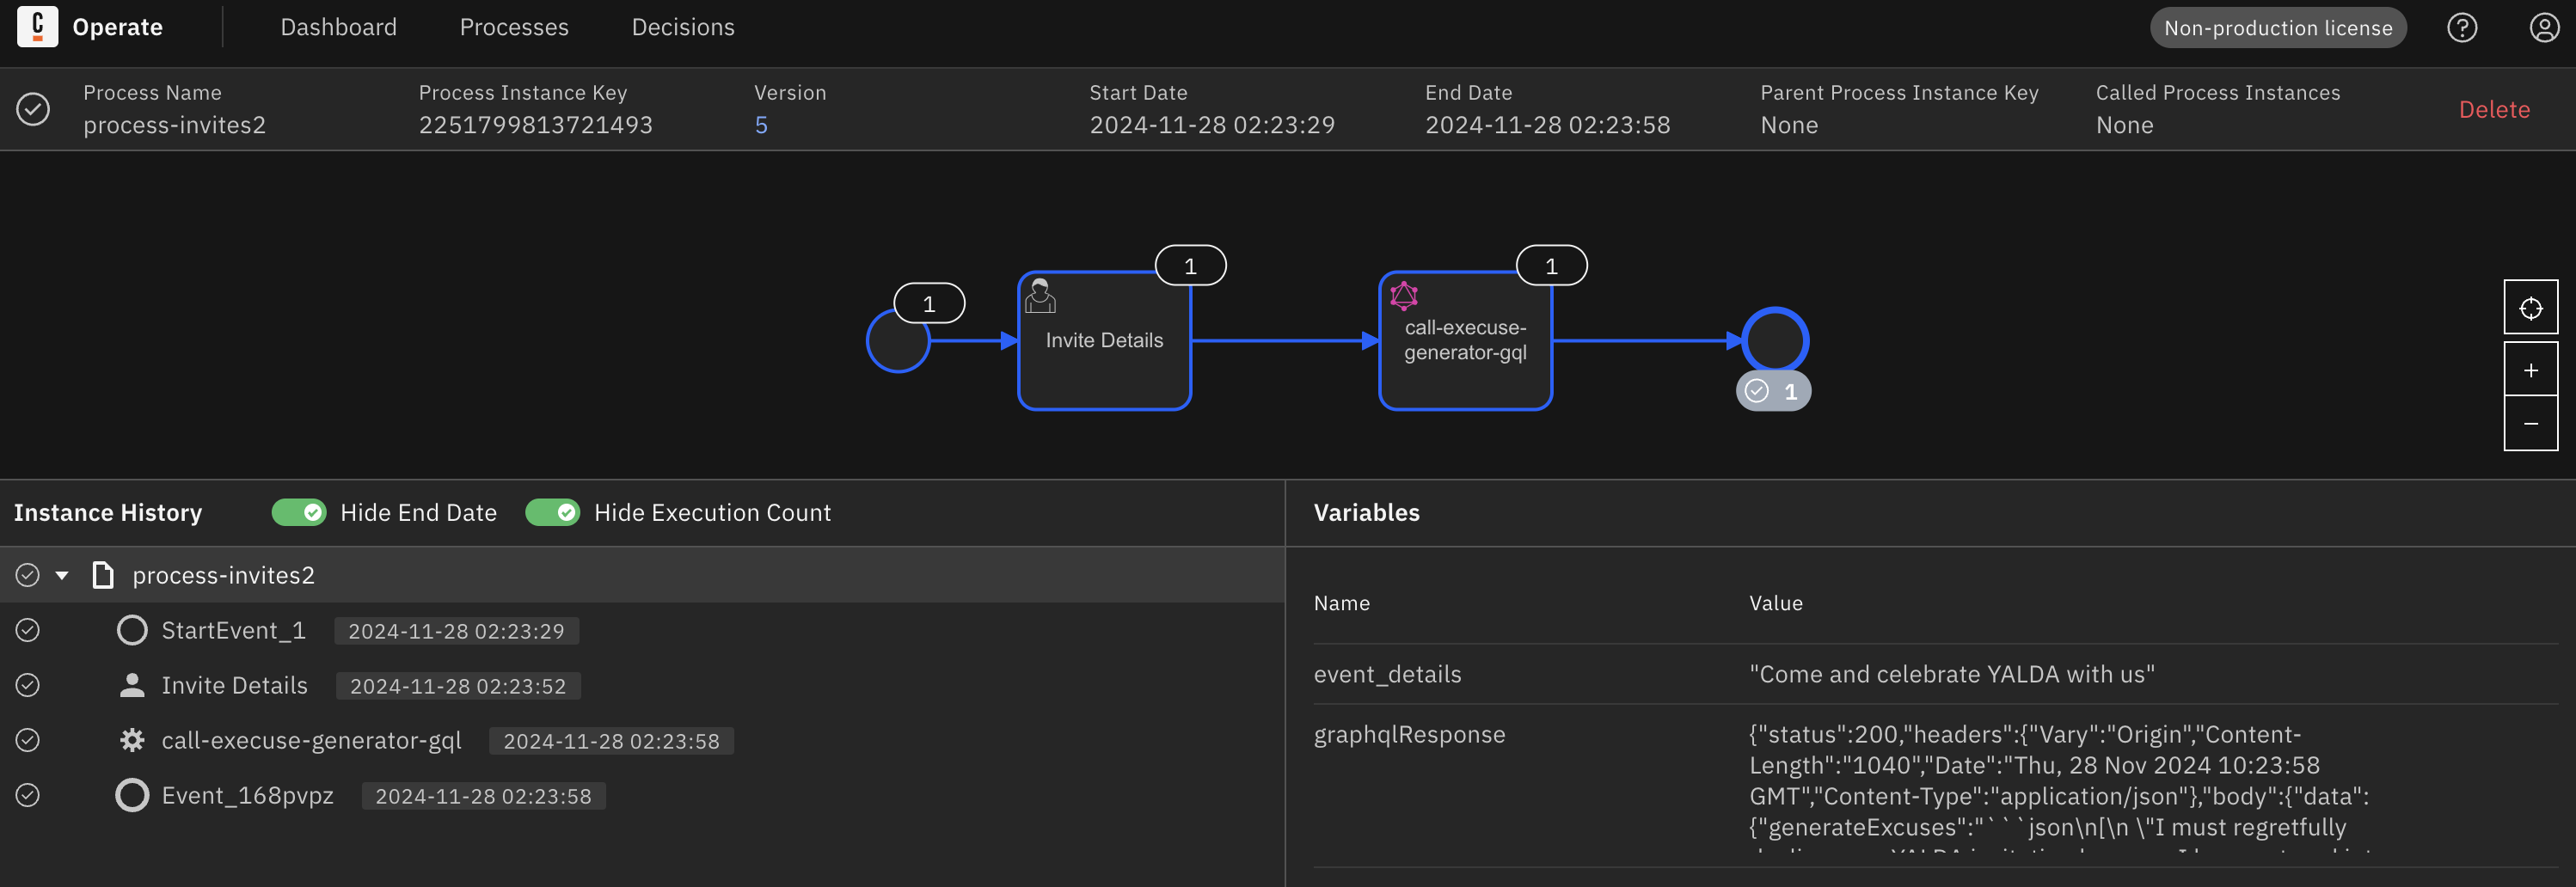 C Operate Dashboard Processes Decisions Non-production license
Process Name Process Instance Key Version Start Date End Date Parent Process Instance Key Called Process Instances
process-invites2 2251799813721493 5 2024-11-28 02:23:29 2024-11-28 02:23:58 None None Delete
1 1 1
Invite Details
call-execuse-
generator-gql
1
Instance History Hide End Date Hide Execution Count
process-invites2
StartEvent_1 2024-11-28 02:23:29
Invite Details 2024-11-28 02:23:52
call-execuse-generator-gql 2024-11-28 02:23:58
Event_168pvpz 2024-11-28 02:23:58
Variables
Name Value
event_details "Come and celebrate YALDA with us"
graphqlResponse {"status":200,"headers":{"Vary":"Origin","Content-
Length":"1040","Date":"Thu, 28 Nov 2024 10:23:58
GMT","Content-Type":"application/json"},"body":{"data":
{"generateExcuses":"```json\n[\n \"I must regretfully